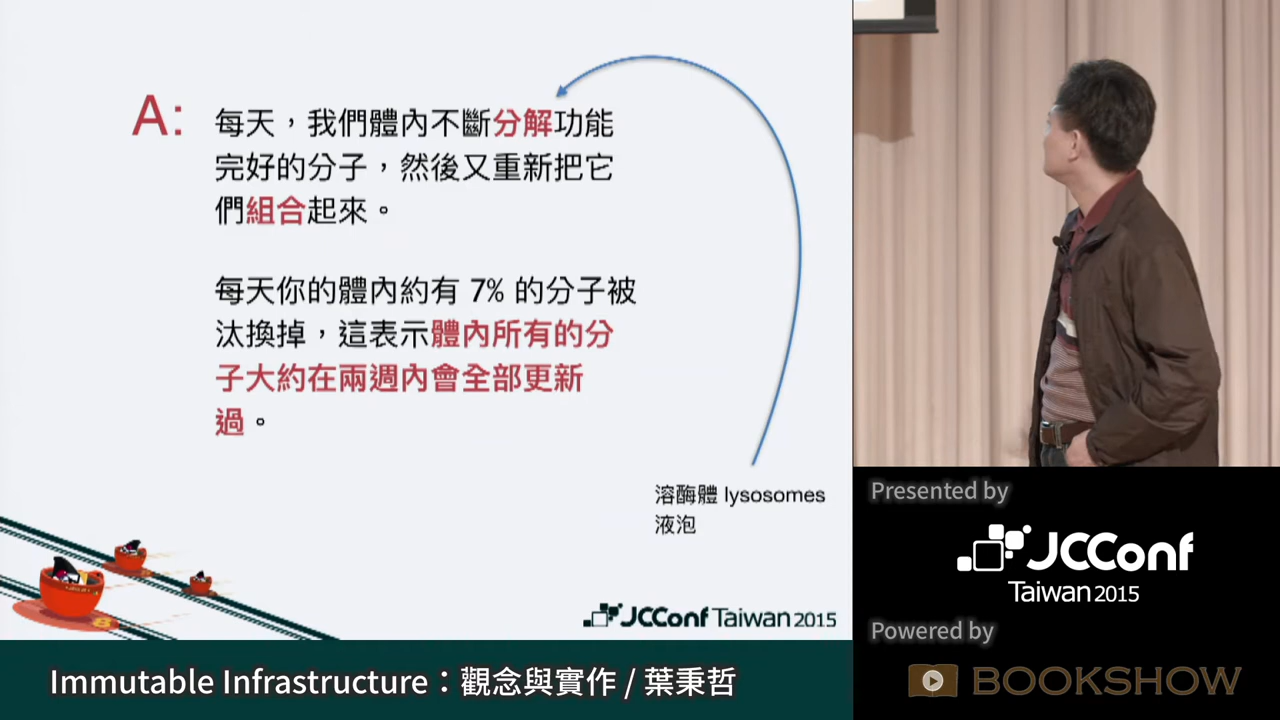 A:
每天，我們體內不斷分解功能
完好的分子，然後又重新把它
們組合起來。
每天你的體內約有 7% 的分子被
汰換掉，這表示體內所有的分
子大約在兩週內會全部更新
過。
溶酶體 lysosomes
液泡
JCConf Taiwan 2015
Immutable Infrastructure：觀念與實作 / 葉秉哲
Presented by
JCConf
Taiwan 2015
Powered by
BOOKSHOW